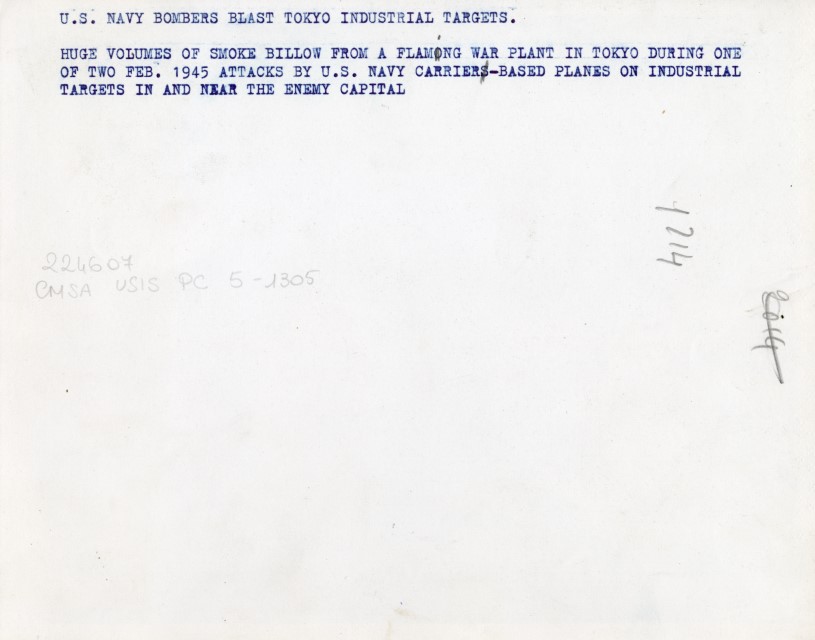 U.S. NAVY BOMBERS BLAST TOKYO INDUSTRIAL TARGETS.
HUGE VOLUMES OF SMOKE BILLOW FROM A FLAMING WAR PLANT IN TOKYO DURING ONE
OF TWO FEB. 1945 ATTACKS BY U.S. NAVY CARRIER-BASED PLANES ON INDUSTRIAL
TARGETS IN AND NEAR THE ENEMY CAPITAL
1214
224607
CMSA USIS PC 5-1305